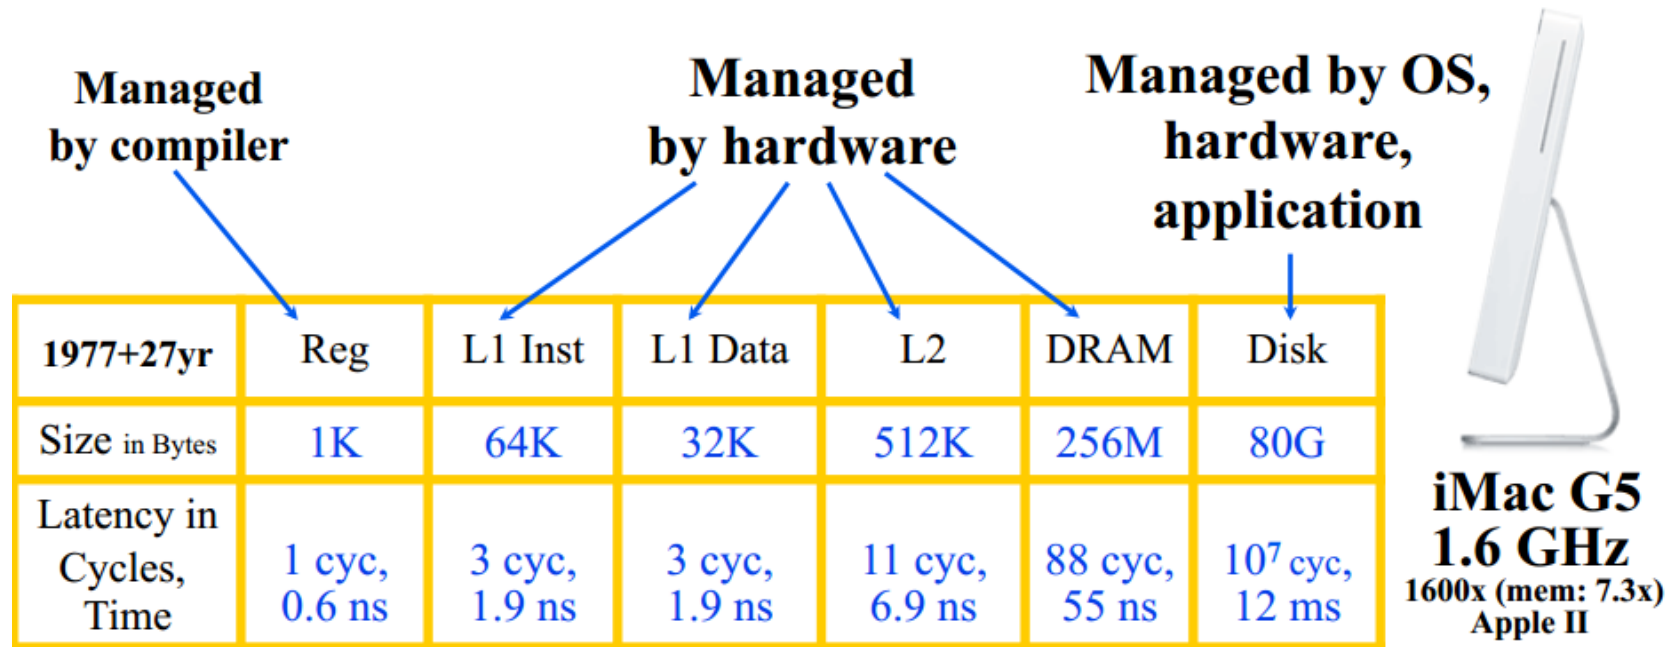 Managed
by compiler
Managed
by hardware
Managed by OS,
hardware,
application
1977+27yr Reg L1 Inst L1 Data L2 DRAM Disk
Size in Bytes 1K 64K 32K 512K 256M 80G
Latency in
Cycles,
Time
1 cyc,
0.6 ns
3 cyc,
1.9 ns
3 cyc,
1.9 ns
11 cyc,
6.9 ns
88 cyc,
55 ns
10⁷ cyc,
12 ms
iMac G5
1.6 GHz
1600x (mem: 7.3x)
Apple II